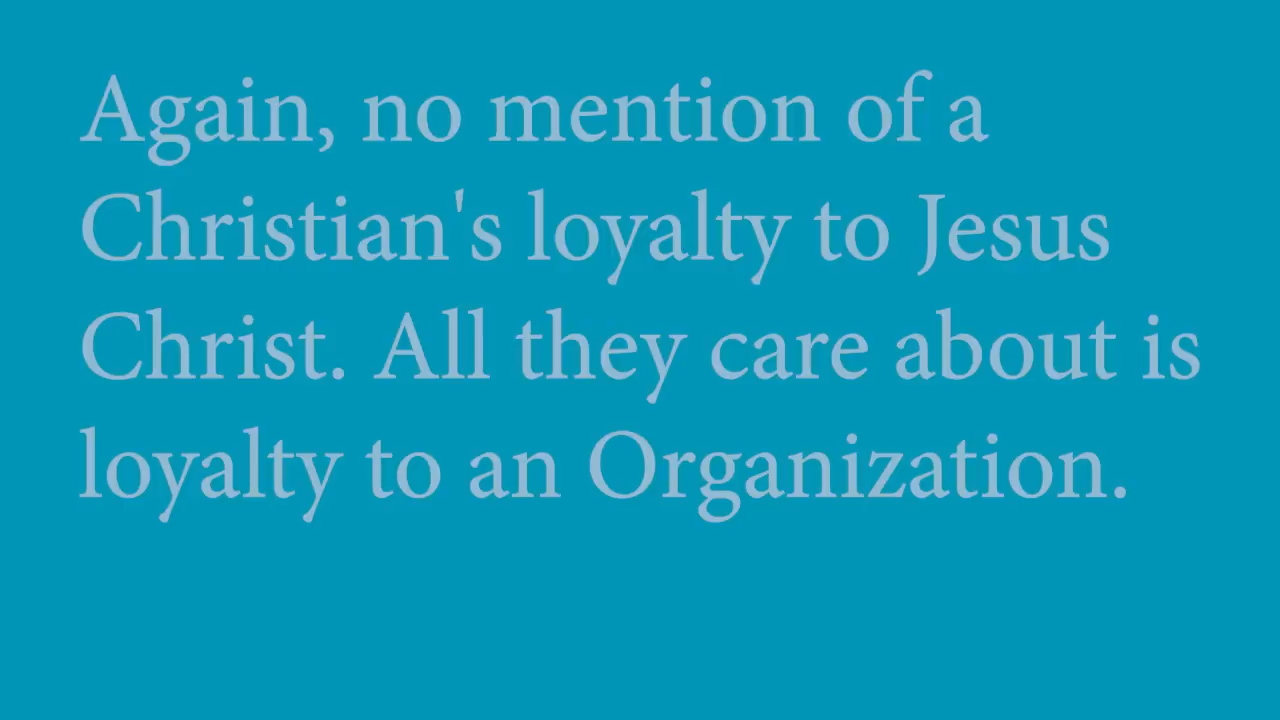 Again, no mention of a
Christian's loyalty to Jesus
Christ. All they care about is
loyalty to an Organization.